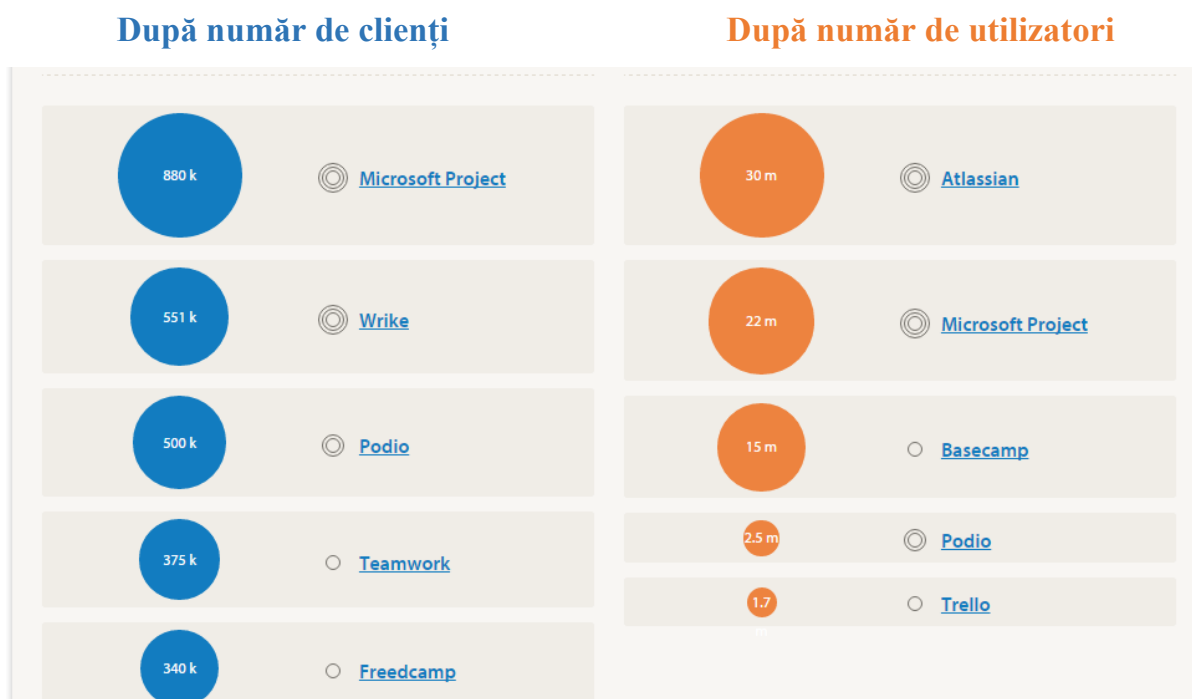 După număr de clienți
După număr de utilizatori
880 k
Microsoft Project
551 k
Wrike
500 k
Podio
375 k
Teamwork
340 k
Freedcamp
30 m
Atlassian
22 m
Microsoft Project
15 m
Basecamp
2.5 m
Podio
1.7
m
Trello